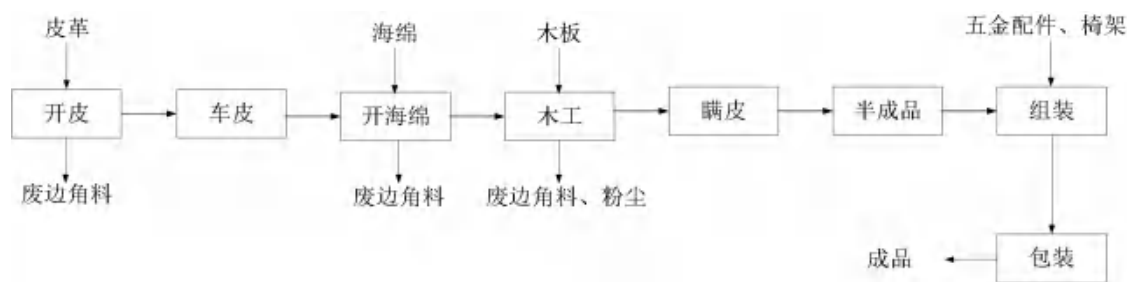 皮革
海绵
木板
五金配件、椅架
开皮
车皮
开海绵
木工
瞒皮
半成品
组装
废边角料
废边角料
废边角料、粉尘
成品
包装